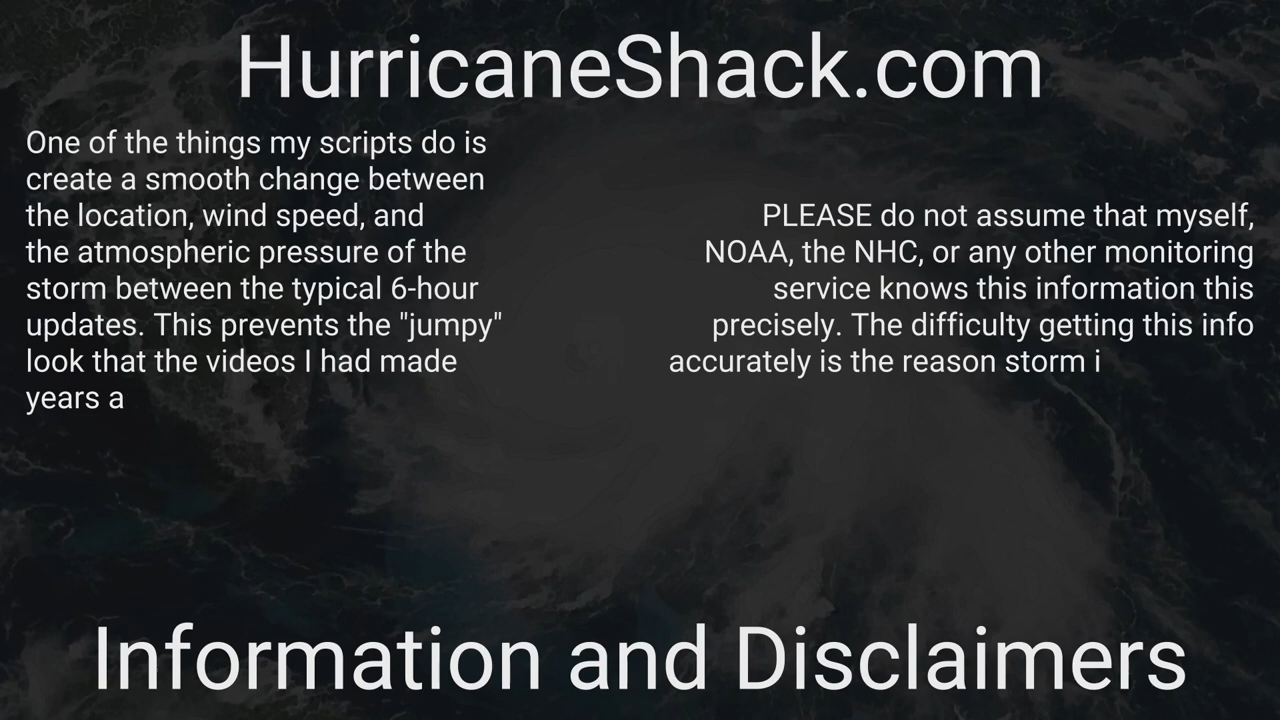 HurricaneShack.com
One of the things my scripts do is
create a smooth change between
the location, wind speed, and
the atmospheric pressure of the
storm between the typical 6-hour
updates. This prevents the "jumpy"
look that the videos I had made
years a
PLEASE do not assume that myself,
NOAA, the NHC, or any other monitoring
service knows this information this
precisely. The difficulty getting this info
accurately is the reason storm i
Information and Disclaimers